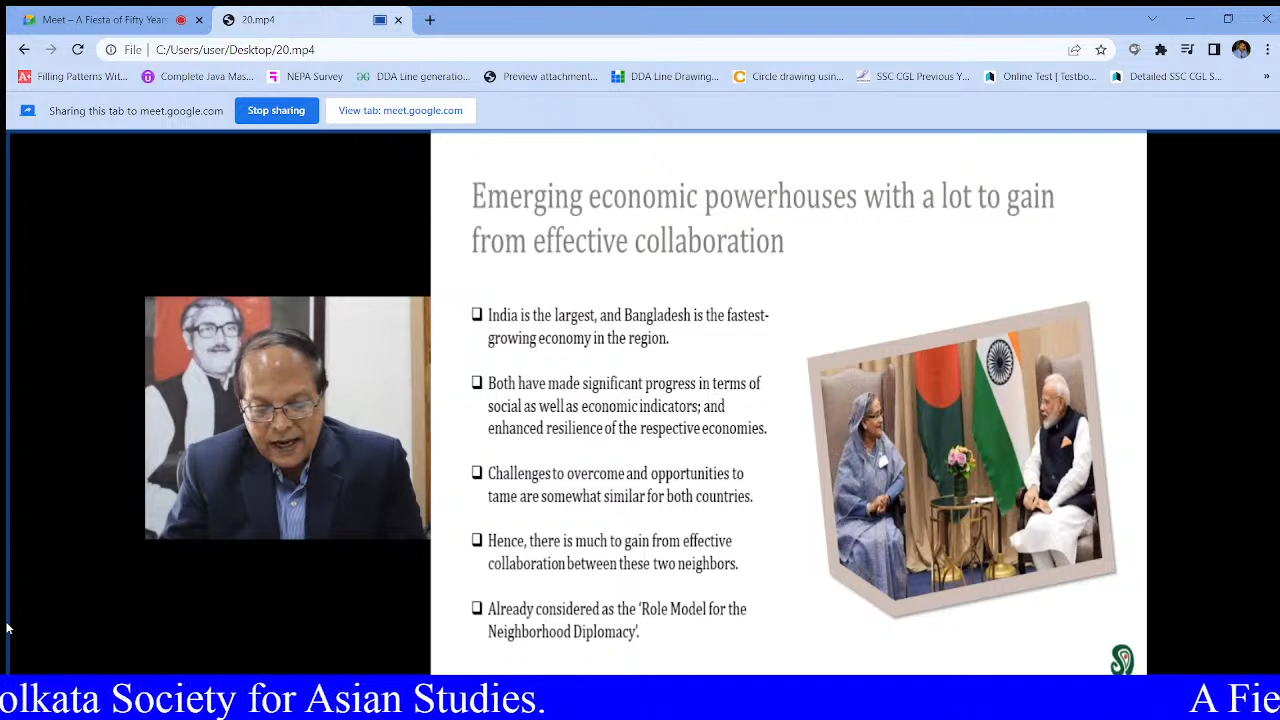 Meet – A Fiesta of Fifty Years
20.mp4
File | C:/Users/user/Desktop/20.mp4
Filling Patterns Wit...
Complete Java Mas...
NEPA Survey
DDA Line generatio...
Preview attachment...
DDA Line Drawing...
Circle drawing usin...
SSC CGL Previous Y...
Online Test | Testbo...
Detailed SSC CGL S...
Sharing this tab to meet.google.com
Stop sharing
View tab: meet.google.com
Emerging economic powerhouses with a lot to gain
from effective collaboration
India is the largest, and Bangladesh is the fastest-
growing economy in the region.
Both have made significant progress in terms of
social as well as economic indicators; and
enhanced resilience of the respective economies.
Challenges to overcome and opportunities to
tame are somewhat similar for both countries.
Hence, there is much to gain from effective
collaboration between these two neighbors.
Already considered as the ‘Role Model for the
Neighborhood Diplomacy’.
olkata Society for Asian Studies.
A Fie